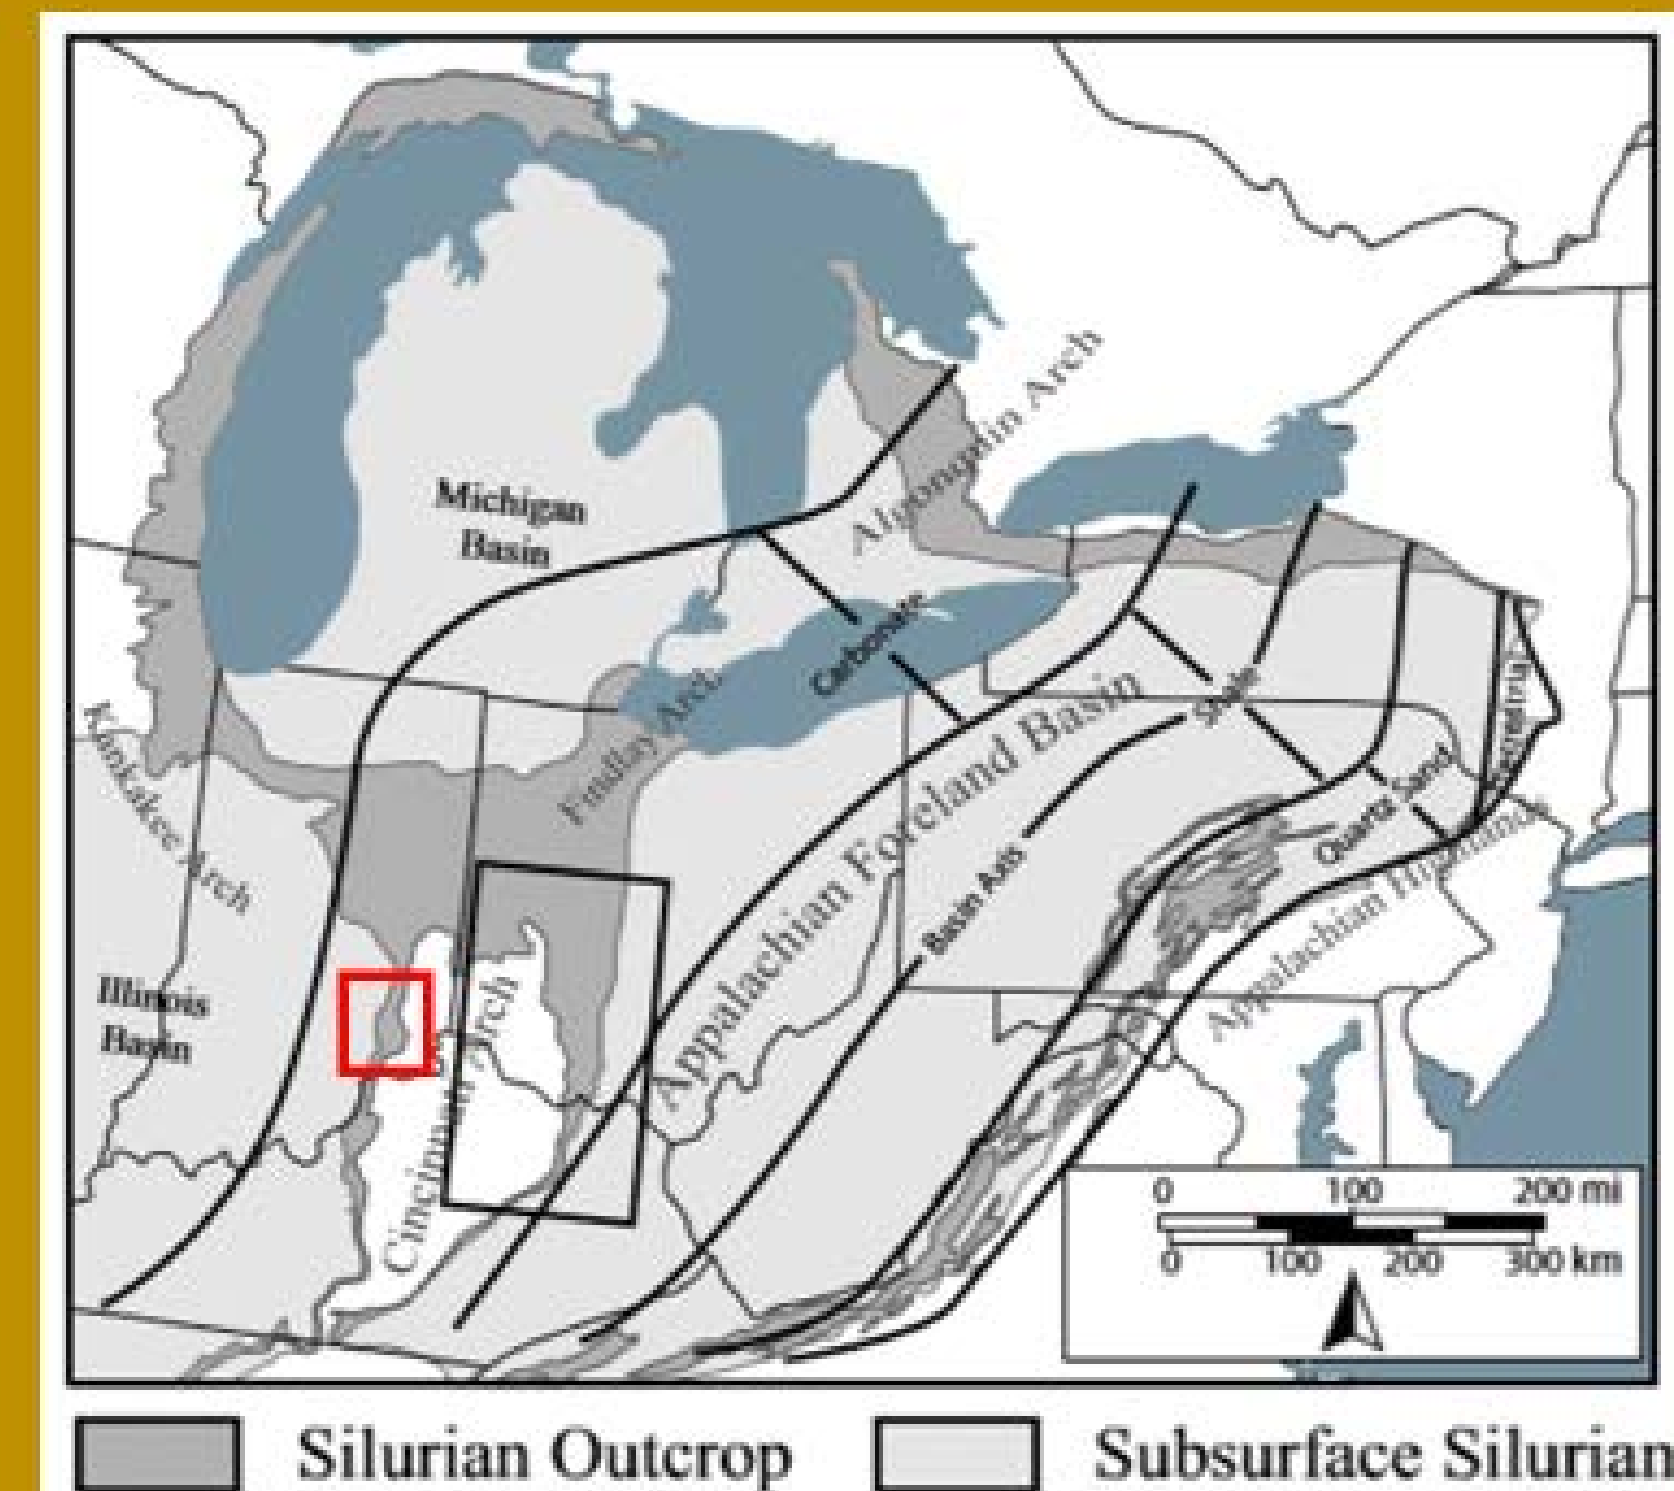 Michigan
Basin
Algonquin Arch
Carbonate
Findlay Arch
Kankakee Arch
Appalachian Foreland Basin
Shale
Quartz Sand
Basin Axis
Appalachian Highlands
Illinois
Basin
Cincinnati Arch
0 100 200 mi
0 100 200 300 km
Silurian Outcrop
Subsurface Silurian